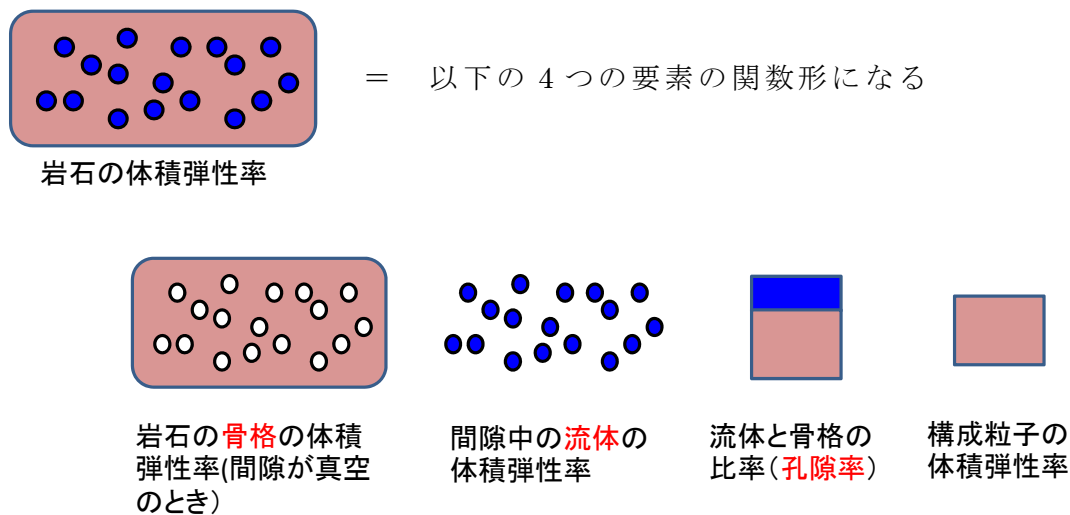 ＝ 以下の4つの要素の関数形になる
岩石の体積弾性率
岩石の骨格の体積
弾性率(間隙が真空
のとき）
間隙中の流体の
体積弾性率
流体と骨格の
比率（孔隙率）
構成粒子の
体積弾性率